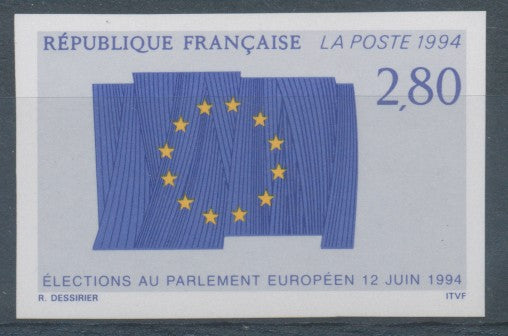 RÉPUBLIQUE FRANÇAISE LA POSTE 1994
2,80
ÉLECTIONS AU PARLEMENT EUROPÉEN 12 JUIN 1994
R. DESSIRIER ITVF